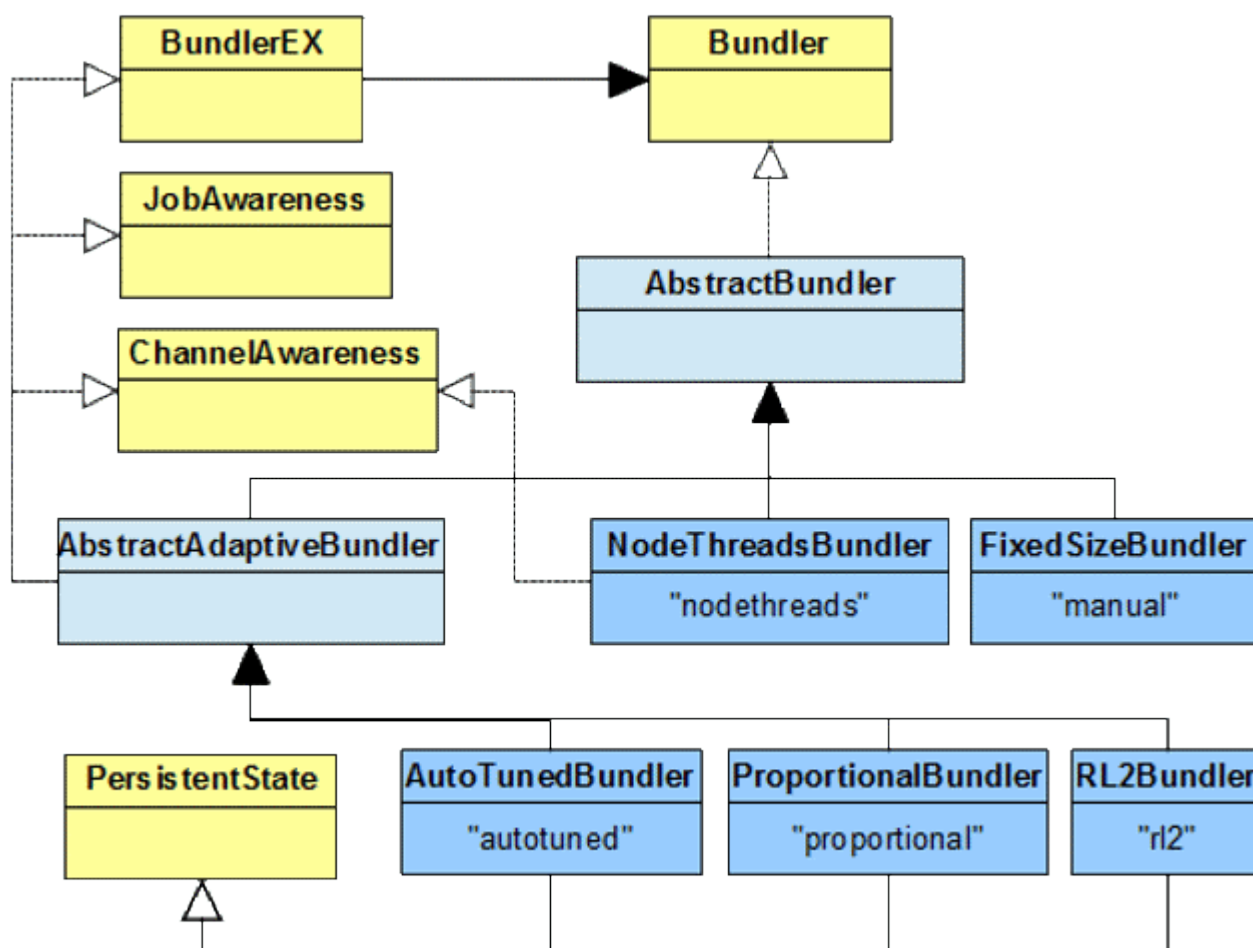 BundlerEX
Bundler
JobAwareness
AbstractBundler
ChannelAwareness
AbstractAdaptiveBundler
NodeThreadsBundler
"nodethreads"
FixedSizeBundler
"manual"
PersistentState
AutoTunedBundler
"autotuned"
ProportionalBundler
"proportional"
RL2Bundler
"rl2"